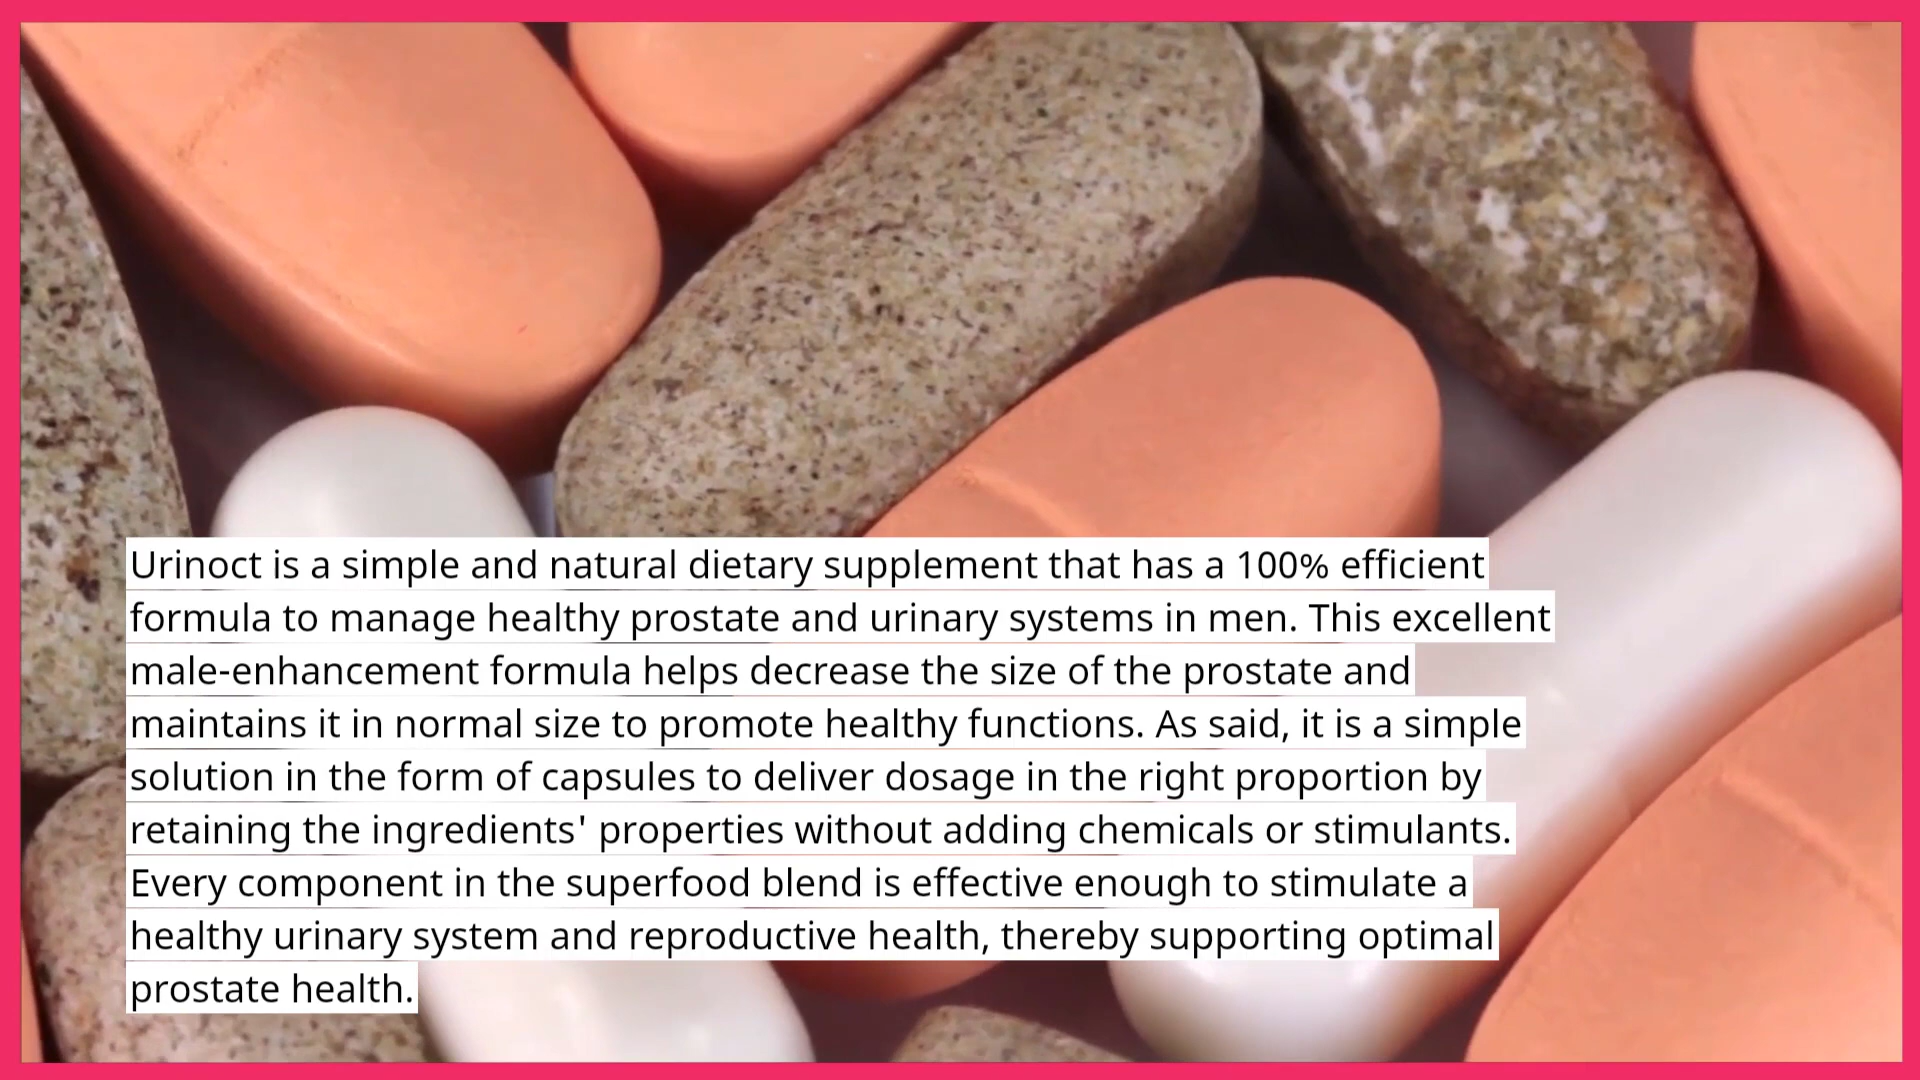 Urinoct is a simple and natural dietary supplement that has a 100% efficient
formula to manage healthy prostate and urinary systems in men. This excellent
male-enhancement formula helps decrease the size of the prostate and
maintains it in normal size to promote healthy functions. As said, it is a simple
solution in the form of capsules to deliver dosage in the right proportion by
retaining the ingredients' properties without adding chemicals or stimulants.
Every component in the superfood blend is effective enough to stimulate a
healthy urinary system and reproductive health, thereby supporting optimal
prostate health.